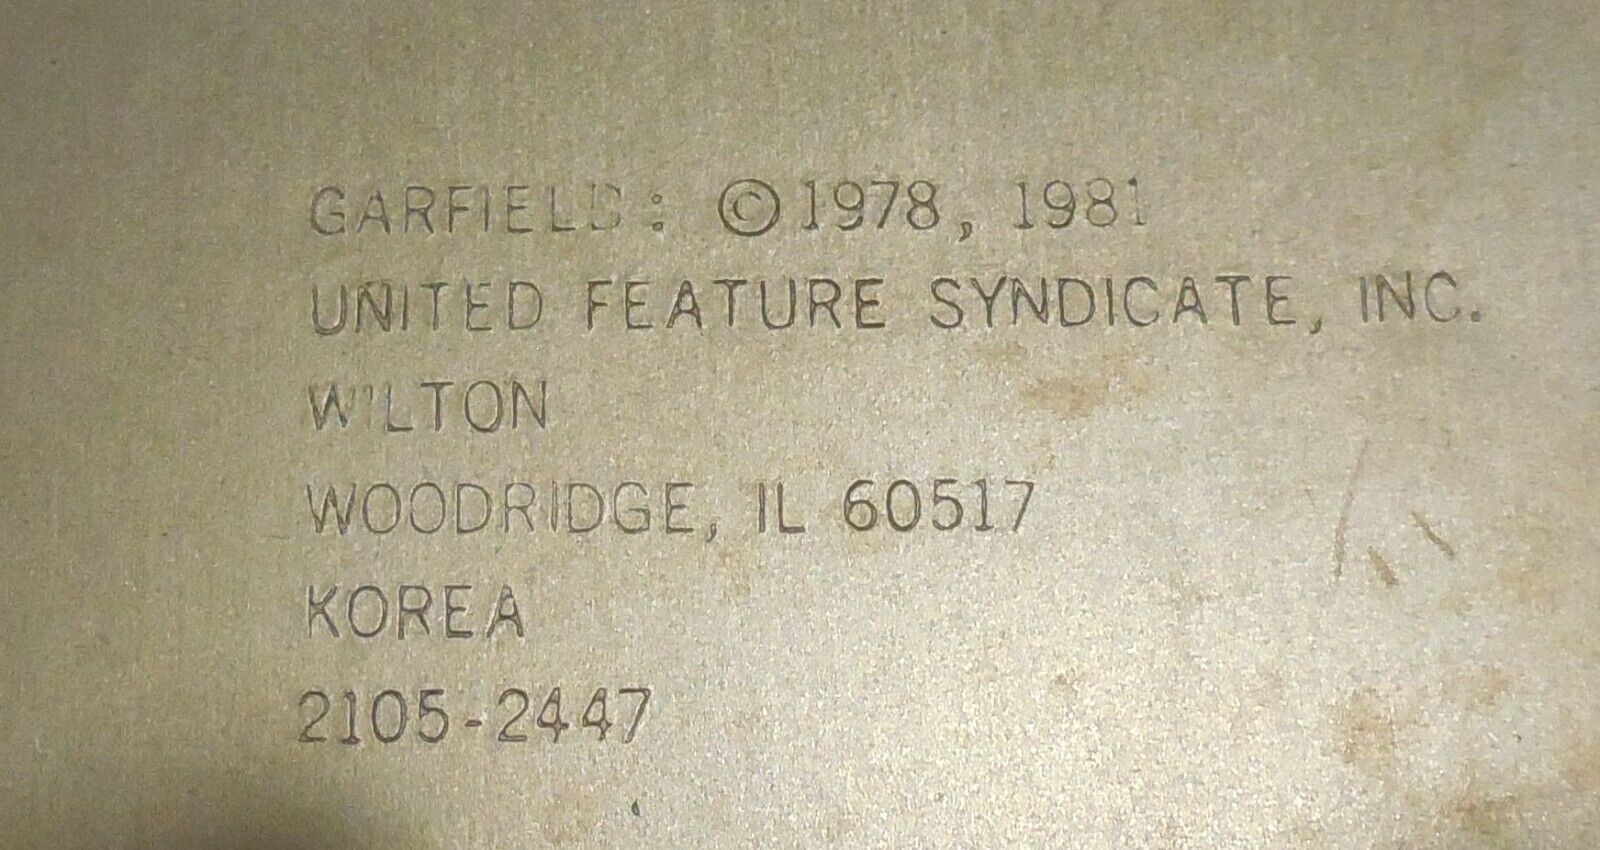 GARFIELD: ©1978, 1981
UNITED FEATURE SYNDICATE, INC.
WILTON
WOODRIDGE, IL 60517
KOREA
2105-2447